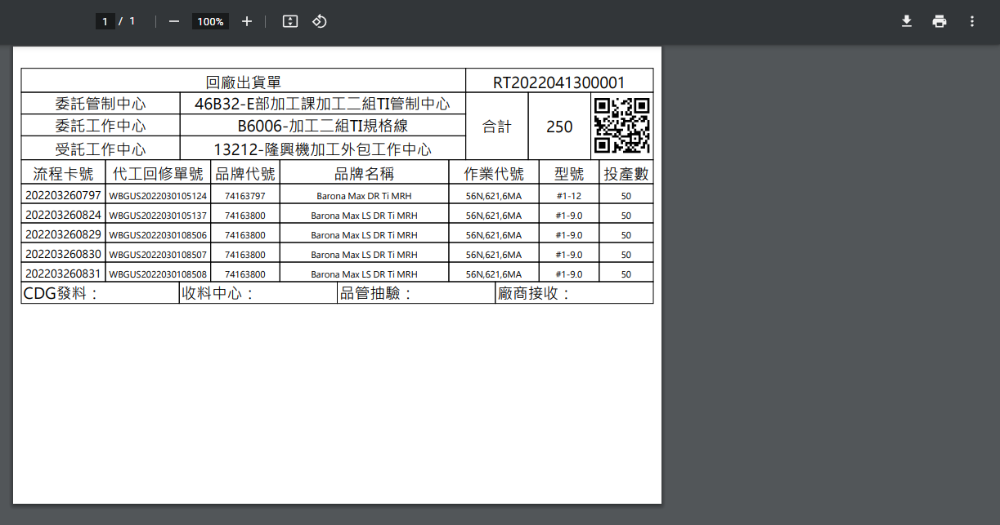 1 / 1 100%
回廠出貨單 RT2022041300001
委託管制中心 46B32-E部加工課加工二組TI管制中心
委託工作中心 B6006-加工二組TI規格線 合計 250
受託工作中心 13212-隆興機加工外包工作中心
流程卡號 代工回修單號 品牌代號 品牌名稱 作業代號 型號 投產數
202203260797 WBGUS2022030105124 74163797 Barona Max DR Ti MRH 56N,621,6MA #1-12 50
202203260824 WBGUS2022030105137 74163800 Barona Max LS DR Ti MRH 56N,621,6MA #1-9.0 50
202203260829 WBGUS2022030108506 74163800 Barona Max LS DR Ti MRH 56N,621,6MA #1-9.0 50
202203260830 WBGUS2022030108507 74163800 Barona Max LS DR Ti MRH 56N,621,6MA #1-9.0 50
202203260831 WBGUS2022030108508 74163800 Barona Max LS DR Ti MRH 56N,621,6MA #1-9.0 50
CDG發料： 收料中心： 品管抽驗： 廠商接收：